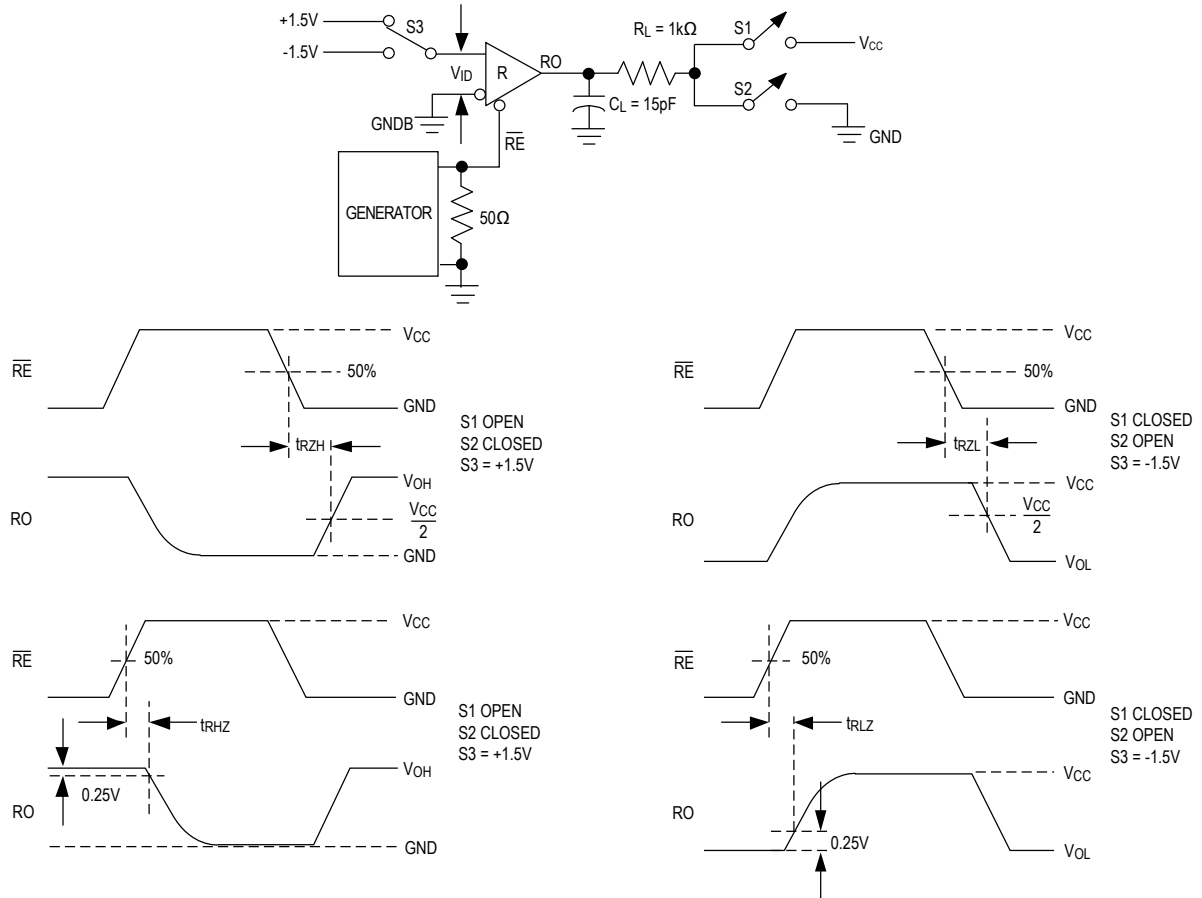 +1.5V
-1.5V
S3
VID
R
RO
GNDB
RE
RL = 1kΩ
CL = 15pF
S1
VCC
S2
GND
GENERATOR
50Ω
RE
VCC
50%
GND
S1 OPEN
S2 CLOSED
S3 = +1.5V
tRZH
RO
VOH
VCC
2
GND
RE
VCC
50%
GND
S1 CLOSED
S2 OPEN
S3 = -1.5V
tRZL
RO
VCC
VCC
2
VOL
RE
VCC
50%
GND
S1 OPEN
S2 CLOSED
S3 = +1.5V
tRHZ
RO
0.25V
VOH
GND
RE
VCC
50%
GND
S1 CLOSED
S2 OPEN
S3 = -1.5V
tRLZ
RO
VCC
0.25V
VOL